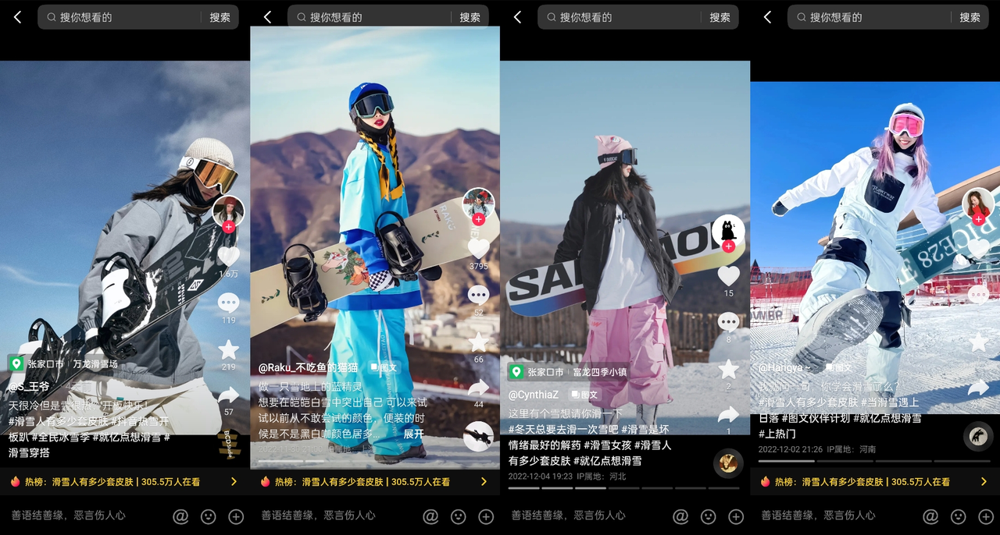 搜你想看的
搜索
1.6万
119
219
57
张家口市 | 万龙滑雪场
@S_王爷
天很冷但是雪很热，开板快乐！
#滑雪人有多少套皮肤 #抖音热雪开
板趴 #全民冰雪季 #就亿点想滑雪 #
滑雪穿搭
热榜：滑雪人有多少套皮肤 | 305.5万人在看
善语结善缘，恶言伤人心
搜你想看的
搜索
RAKU
3795
52
66
44
@Raku_不吃鱼的猫猫
图文
做一只雪地上的蓝精灵
想要在皑皑白雪中突出自己 可以来试
试以前从不敢尝试的颜色，便装的时
候是不是黑白咖颜色居多...
展开
热榜：滑雪人有多少套皮肤 | 305.5万人在看
善语结善缘，恶言伤人心
搜你想看的
搜索
15
8
2
1
张家口市 | 富龙四季小镇
@CynthiaZ
图文
这里有个雪想请你滑一下
#冬天总要去滑一次雪吧 #滑雪是坏
情绪最好的解药 #滑雪女孩 #滑雪人
有多少套皮肤 #就亿点想滑雪
2022-12-04 19:23 IP属地：河北
善语结善缘，恶言伤人心
搜你想看的
搜索
RICE28
@Hangya ~
图文
我就问一句，你学会滑雪了么？
#滑雪人有多少套皮肤 #当滑雪遇上
日落 #图文伙伴计划 #就亿点想滑雪
#上热门
2022-12-02 21:26 IP属地：河南
热榜：滑雪人有多少套皮肤 | 305.5万人在看
善语结善缘，恶言伤人心